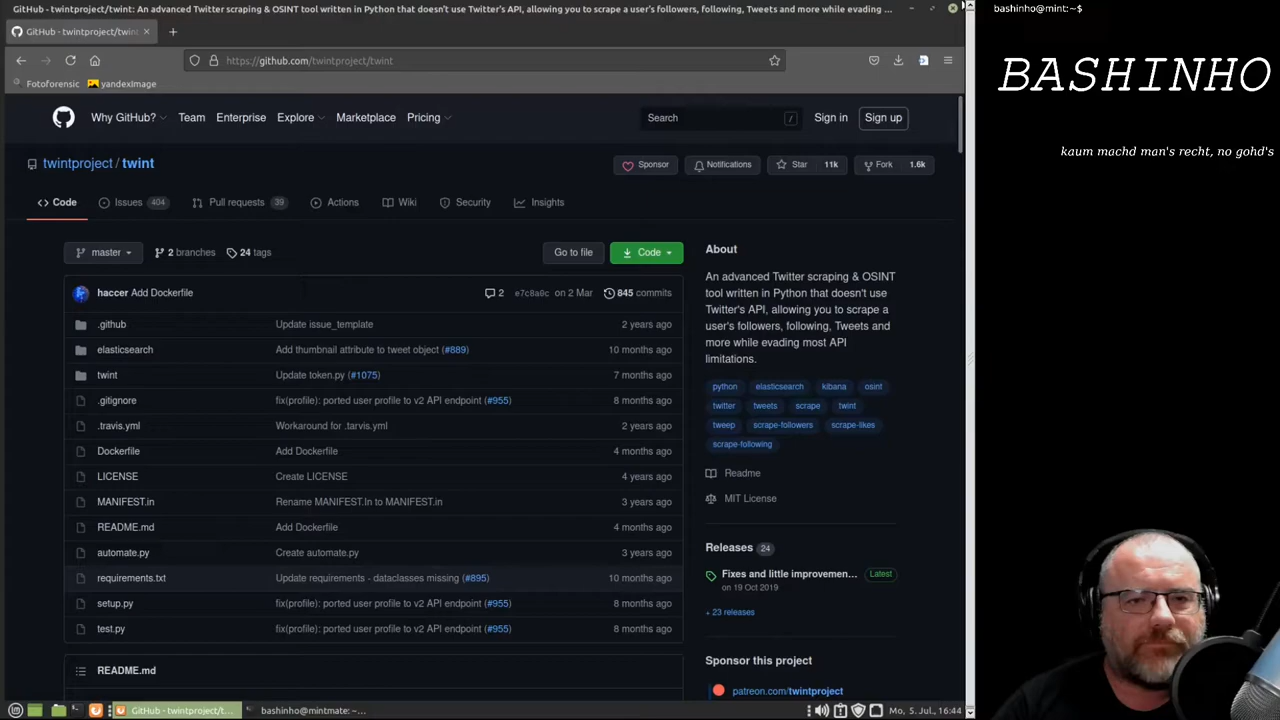 GitHub - twintproject/twint: An advanced Twitter scraping & OSINT tool written in Python that doesn't use Twitter's API, allowing you to scrape a user's followers, following, Tweets and more while evading ...
bashinho@mint:~$
GitHub - twintproject/twint
https://github.com/twintproject/twint
Fotoforensic
yandexImage
BASHINHO
kaum machd man's recht, no gohd's
Why GitHub?
Team
Enterprise
Explore
Marketplace
Pricing
Search
/
Sign in
Sign up
twintproject / twint
Sponsor
Notifications
Star 11k
Fork 1.6k
Code
Issues 404
Pull requests 39
Actions
Wiki
Security
Insights
master
2 branches
24 tags
Go to file
Code
haccer Add Dockerfile
2
e7c8a0c on 2 Mar
845 commits
.github Update issue_template 2 years ago
elasticsearch Add thumbnail attribute to tweet object (#889) 10 months ago
twint Update token.py (#1075) 7 months ago
.gitignore fix(profile): ported user profile to v2 API endpoint (#955) 8 months ago
.travis.yml Workaround for .tarvis.yml 2 years ago
Dockerfile Add Dockerfile 4 months ago
LICENSE Create LICENSE 4 years ago
MANIFEST.in Rename MANIFEST.In to MANIFEST.in 3 years ago
README.md Add Dockerfile 4 months ago
automate.py Create automate.py 3 years ago
requirements.txt Update requirements - dataclasses missing (#895) 10 months ago
setup.py fix(profile): ported user profile to v2 API endpoint (#955) 8 months ago
test.py fix(profile): ported user profile to v2 API endpoint (#955) 8 months ago
README.md
About
An advanced Twitter scraping & OSINT
tool written in Python that doesn't use
Twitter's API, allowing you to scrape a
user's followers, following, Tweets and
more while evading most API
limitations.
python elasticsearch kibana osint
twitter tweets scrape twint
tweep scrape-followers scrape-likes
scrape-following
Readme
MIT License
Releases 24
Fixes and little improvemen... Latest
on 19 Oct 2019
+ 23 releases
Sponsor this project
patreon.com/twintproject
GitHub - twintproject/t...
bashinho@mintmate: ~...
Mo, 5. Jul., 16:44